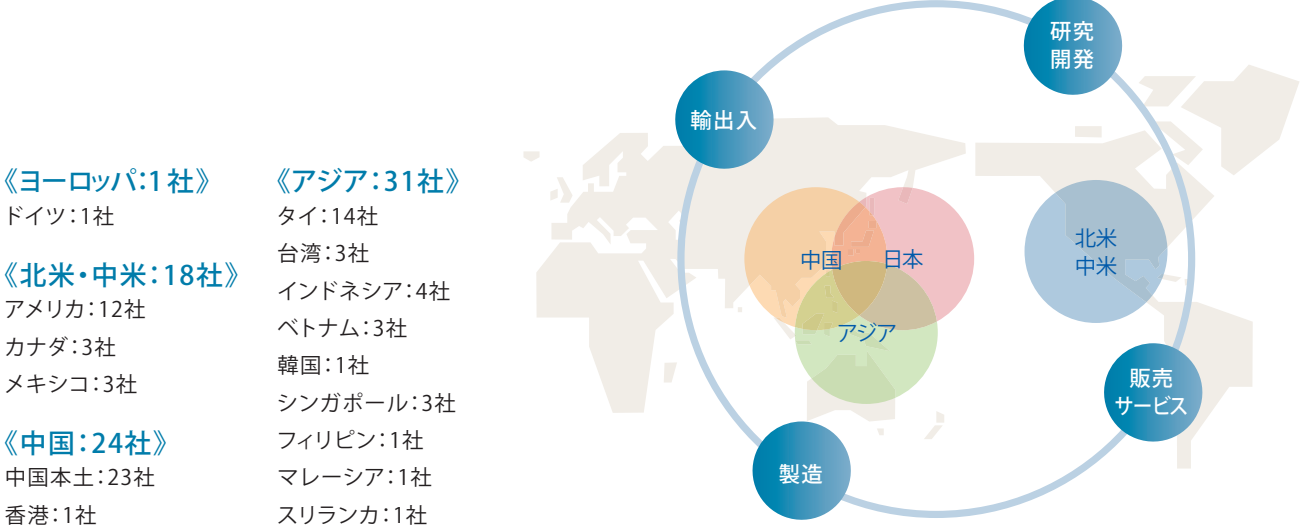 《ヨーロッパ:1社》
ドイツ:1社
《北米・中米:18社》
アメリカ:12社
カナダ:3社
メキシコ:3社
《中国:24社》
中国本土:23社
香港:1社
《アジア:31社》
タイ:14社
台湾:3社
インドネシア:4社
ベトナム:3社
韓国:1社
シンガポール:3社
フィリピン:1社
マレーシア:1社
スリランカ:1社
研究
開発
輸出入
中国
日本
アジア
北米
中米
販売
サービス
製造